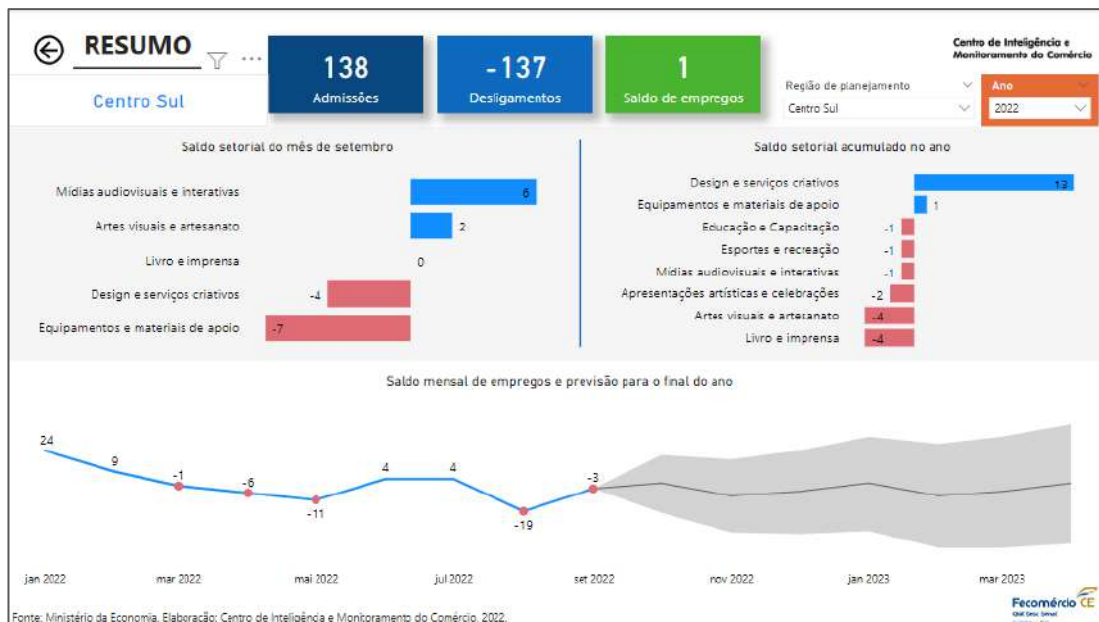 RESUMO
...
Centro Sul
138
Admissões
-137
Desligamentos
1
Saldo de empregos
Centro de Inteligência e
Monitoramento do Comércio
Região de planejamento
Centro Sul
Ano
2022
Saldo setorial do mês de setembro
Mídias audiovisuais e interativas
6
Artes visuais e artesanato
2
Livro e imprensa
0
Design e serviços criativos
-4
Equipamentos e materiais de apoio
-7
Saldo setorial acumulado no ano
Design e serviços criativos
13
Equipamentos e materiais de apoio
1
Educação e Capacitação
-1
Esportes e recreação
-1
Mídias audiovisuais e interativas
-1
Apresentações artísticas e celebrações
-2
Artes visuais e artesanato
-4
Livro e imprensa
-4
Saldo mensal de empregos e previsão para o final do ano
24
9
-1
-6
-11
4
4
-19
-3
jan 2022
mar 2022
mai 2022
jul 2022
set 2022
nov 2022
jan 2023
mar 2023
Fonte: Ministério da Economia. Elaboração: Centro de Inteligência e Monitoramento do Comércio, 2022.
Fecomércio CE